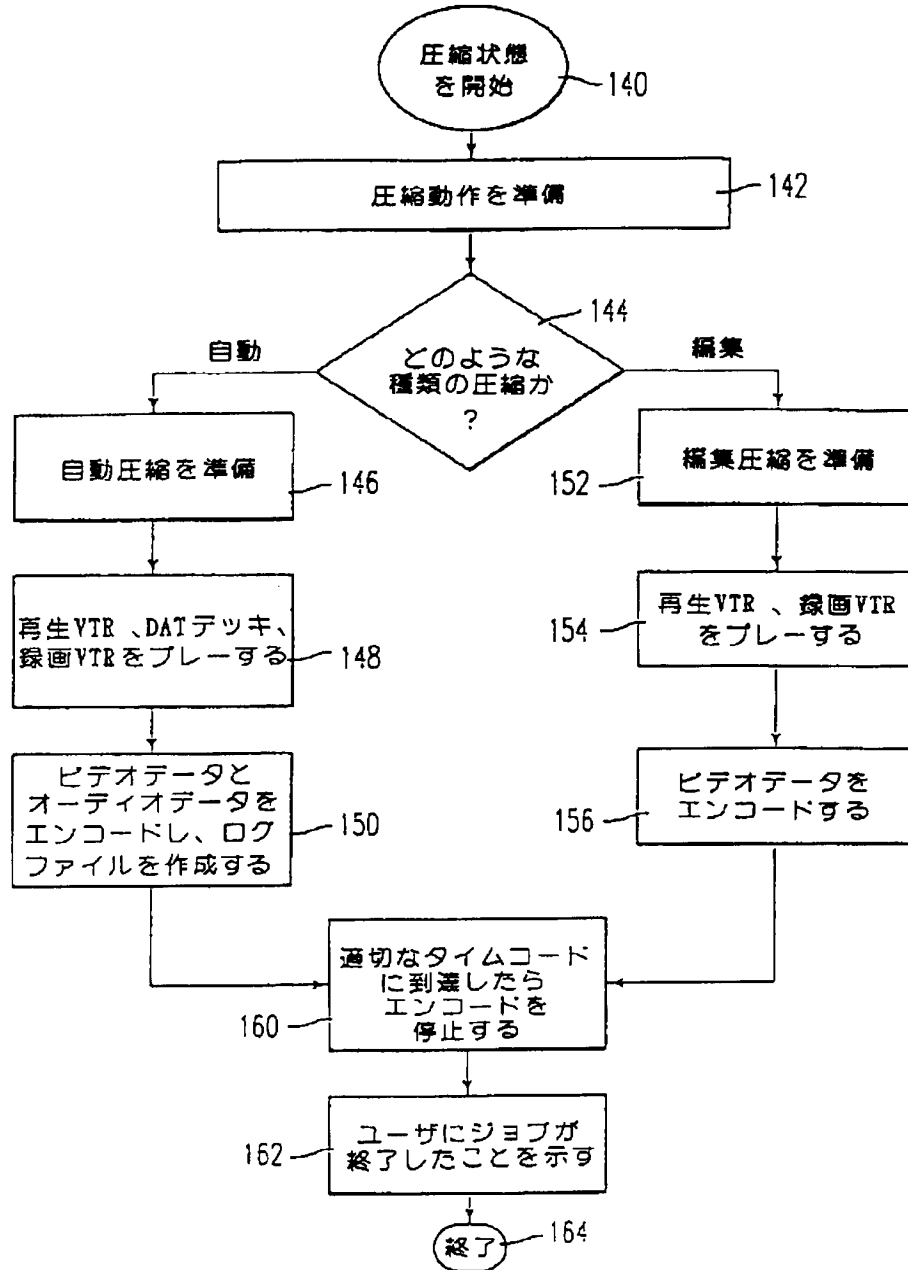 圧縮状態
を開始
140
圧縮動作を準備
142
144
どのような
種類の圧縮か
?
自動
編集
自動圧縮を準備
146
再生VTR、DATデッキ、
録画VTRをプレーする
148
ビデオデータと
オーディオデータを
エンコードし、ログ
ファイルを作成する
150
編集圧縮を準備
152
再生VTR、録画VTR
をプレーする
154
ビデオデータを
エンコードする
156
適切なタイムコード
に到達したら
エンコードを
停止する
160
ユーザにジョブが
終了したことを示す
162
終了
164